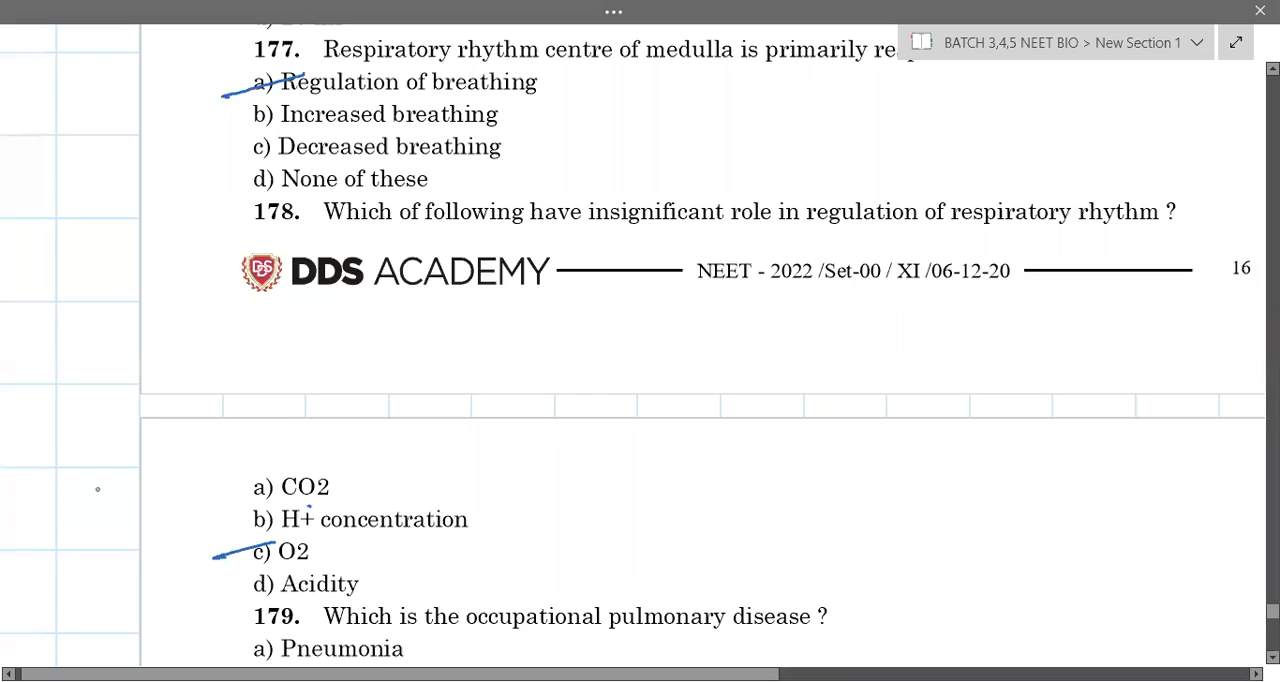 BATCH 3,4,5 NEET BIO > New Section 1
177. Respiratory rhythm centre of medulla is primarily
a) Regulation of breathing
b) Increased breathing
c) Decreased breathing
d) None of these
178. Which of following have insignificant role in regulation of respiratory rhythm ?
DDS ACADEMY NEET - 2022 /Set-00 / XI /06-12-20 16
a) CO2
b) H+ concentration
c) O2
d) Acidity
179. Which is the occupational pulmonary disease ?
a) Pneumonia